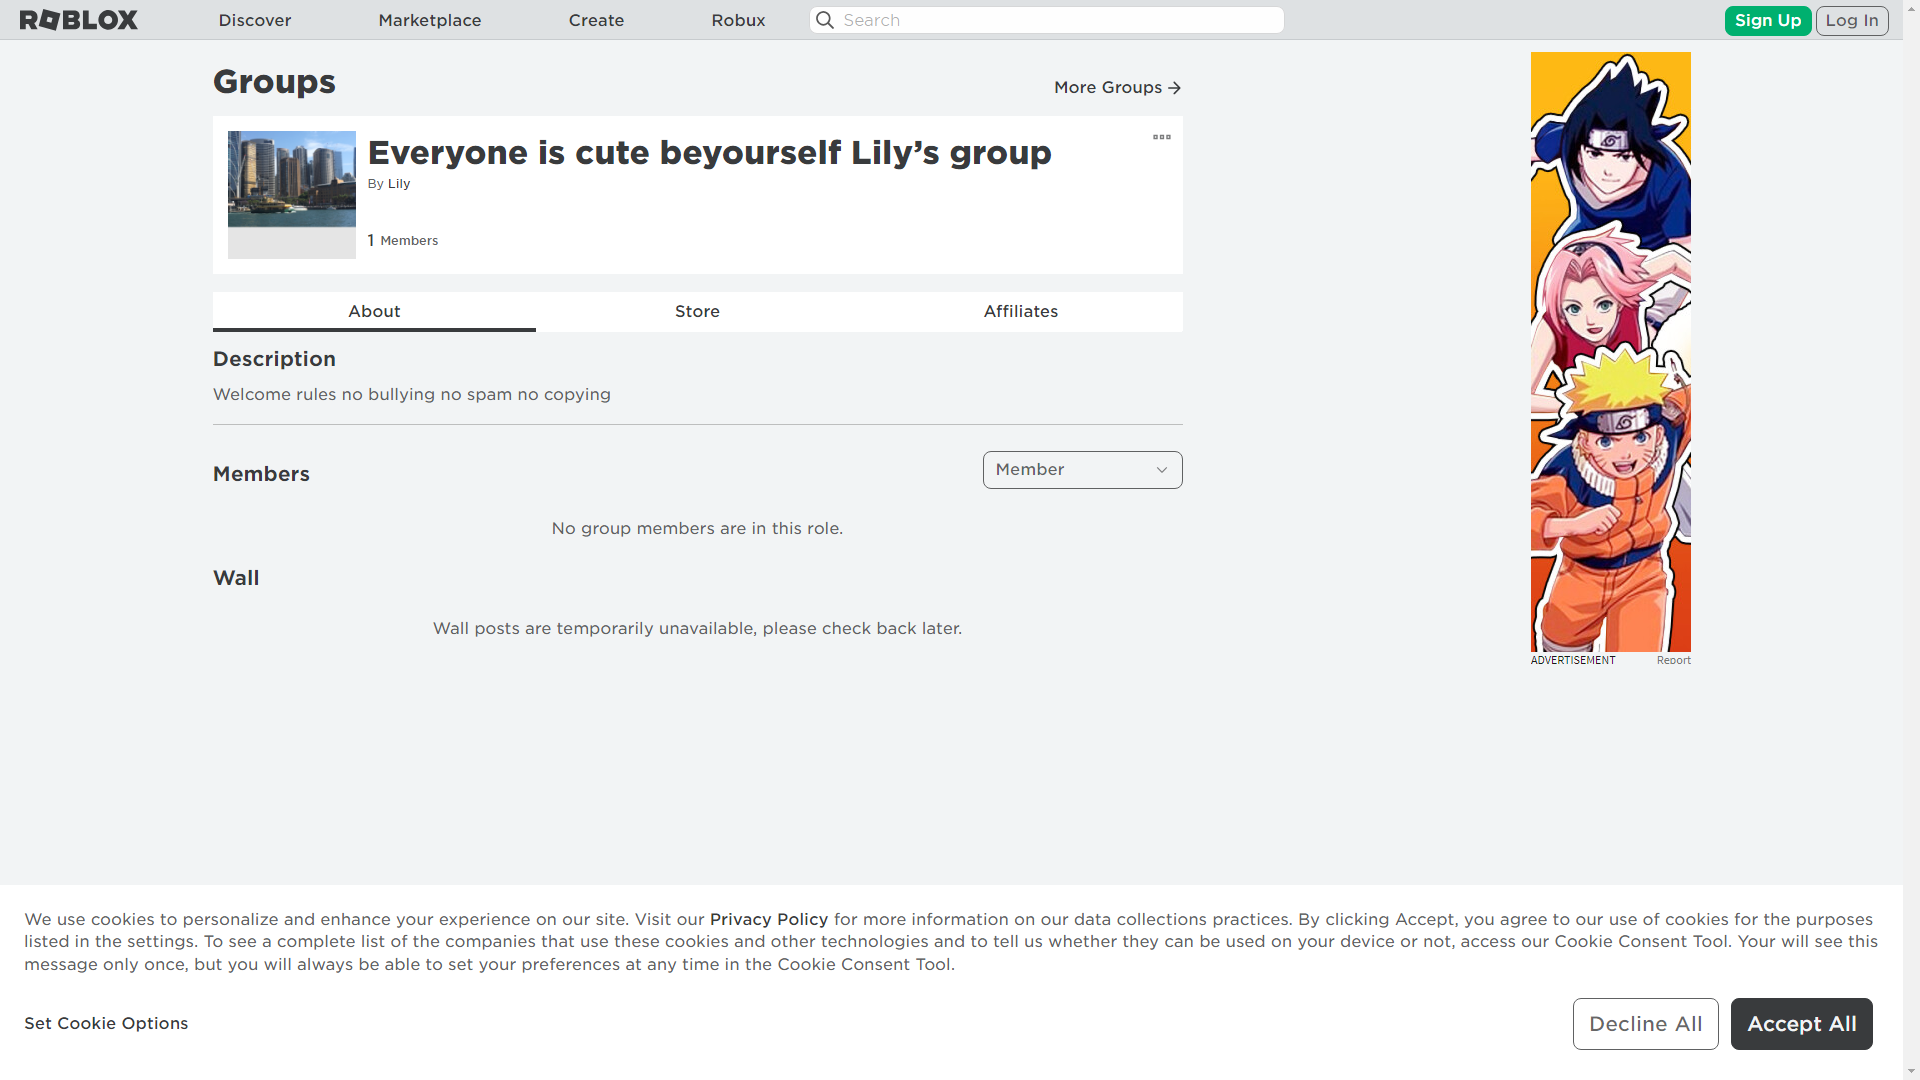 ROBLOX
Discover
Marketplace
Create
Robux
Search
Sign Up
Log In
Groups
More Groups
Everyone is cute beyourself Lily’s group
By Lily
1 Members
About
Store
Affiliates
Description
Welcome rules no bullying no spam no copying
Members
Member
No group members are in this role.
Wall
Wall posts are temporarily unavailable, please check back later.
ADVERTISEMENT
Report
We use cookies to personalize and enhance your experience on our site. Visit our Privacy Policy for more information on our data collections practices. By clicking Accept, you agree to our use of cookies for the purposes
listed in the settings. To see a complete list of the companies that use these cookies and other technologies and to tell us whether they can be used on your device or not, access our Cookie Consent Tool. Your will see this
message only once, but you will always be able to set your preferences at any time in the Cookie Consent Tool.
Set Cookie Options
Decline All
Accept All